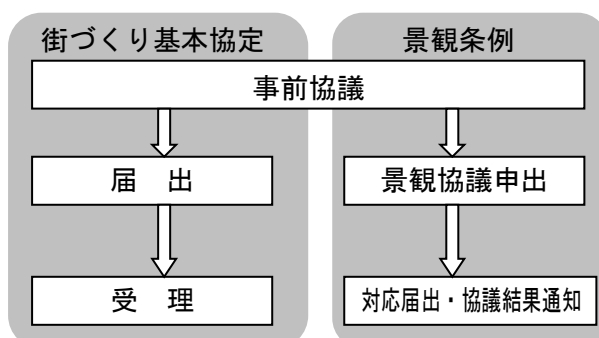 街づくり基本協定
景観条例
事前協議
届　出
景観協議申出
受　理
対応届出・協議結果通知